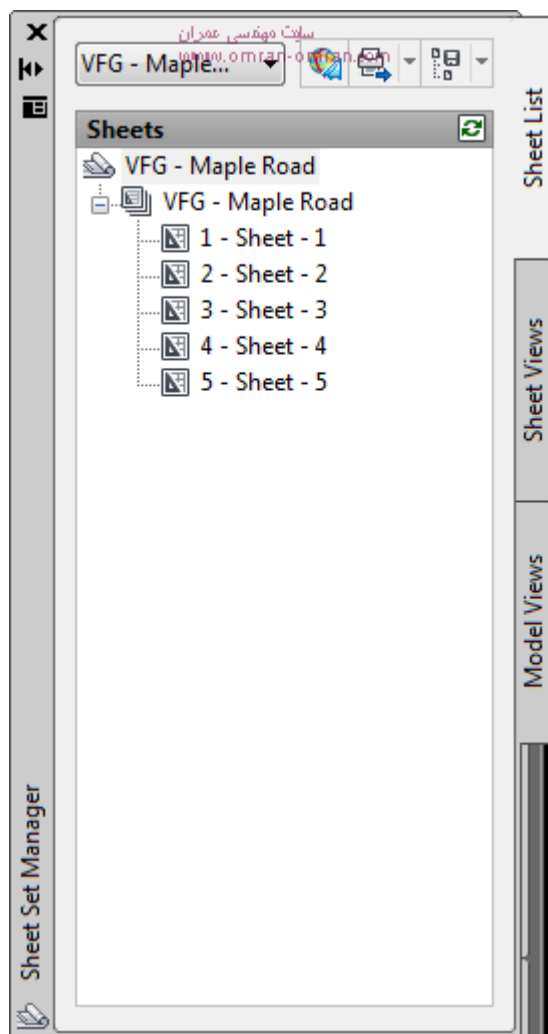 سایت مهندسی عمران
www.omran-omran.com
VFG - Maple...
Sheets
VFG - Maple Road
VFG - Maple Road
1 - Sheet - 1
2 - Sheet - 2
3 - Sheet - 3
4 - Sheet - 4
5 - Sheet - 5
Sheet List
Sheet Views
Model Views
Sheet Set Manager